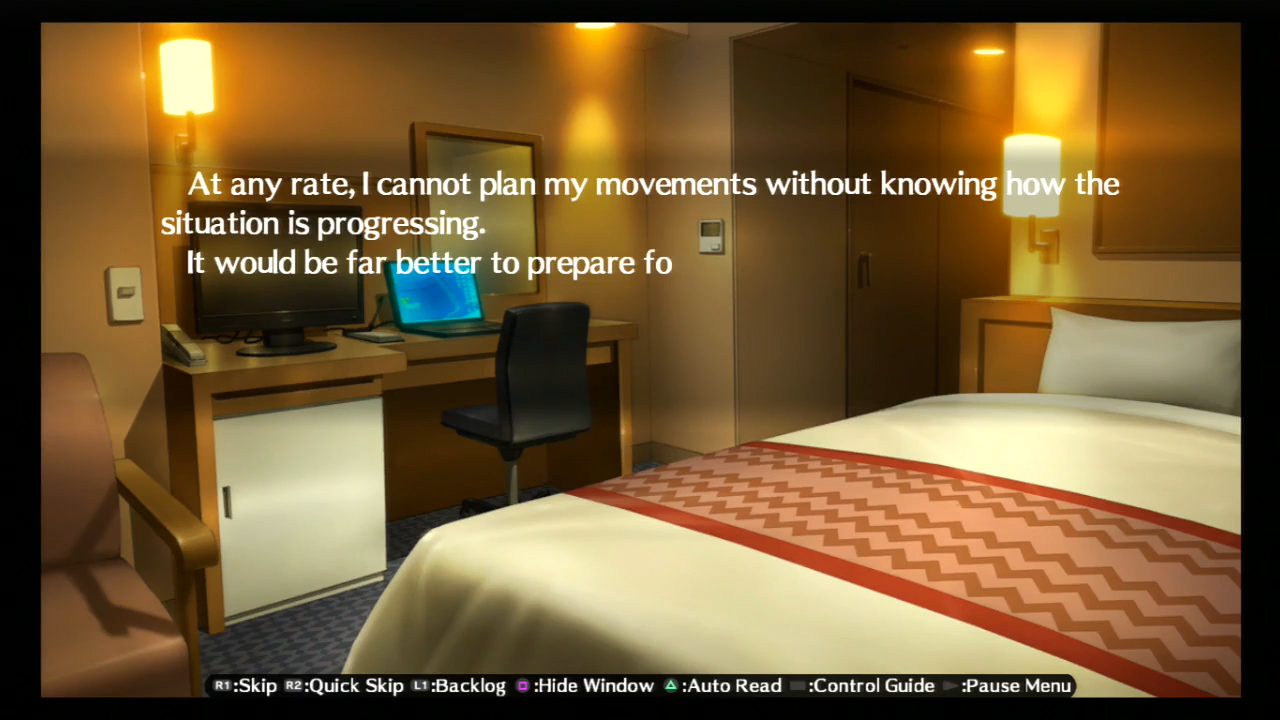 At any rate, I cannot plan my movements without knowing how the
situation is progressing.
It would be far better to prepare fo
R1:Skip R2:Quick Skip L1:Backlog :Hide Window :Auto Read :Control Guide :Pause Menu